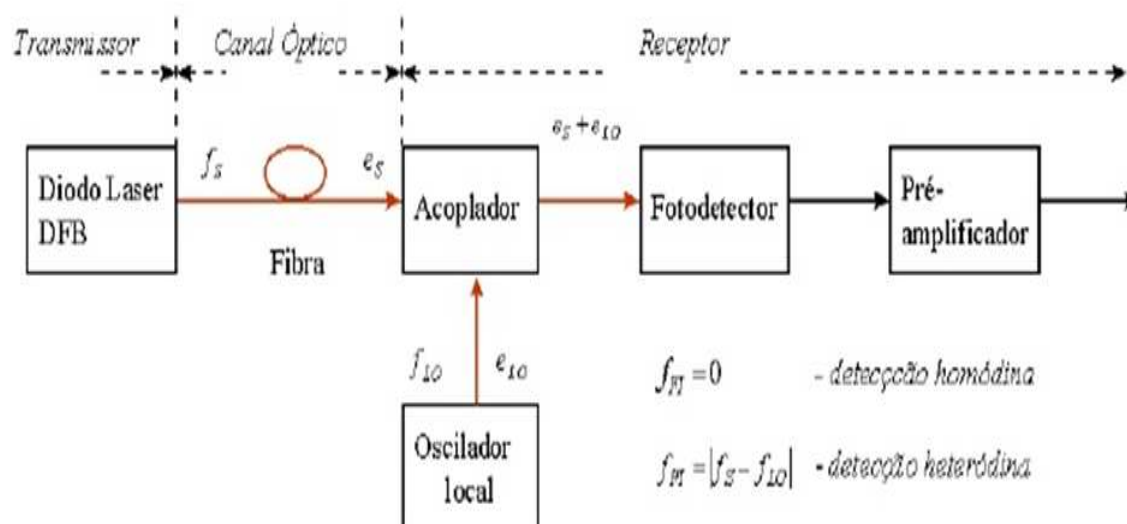 Transmissor
Canal Óptico
Receptor
Diodo Laser
DFB
f_S
e_S
Fibra
Acoplador
e_S + e_LO
Fotodetector
Pré-
amplificador
f_LO
e_LO
Oscilador
local
f_FI = 0 - detecção homódina
f_FI = |f_S - f_LO| - detecção heteródina